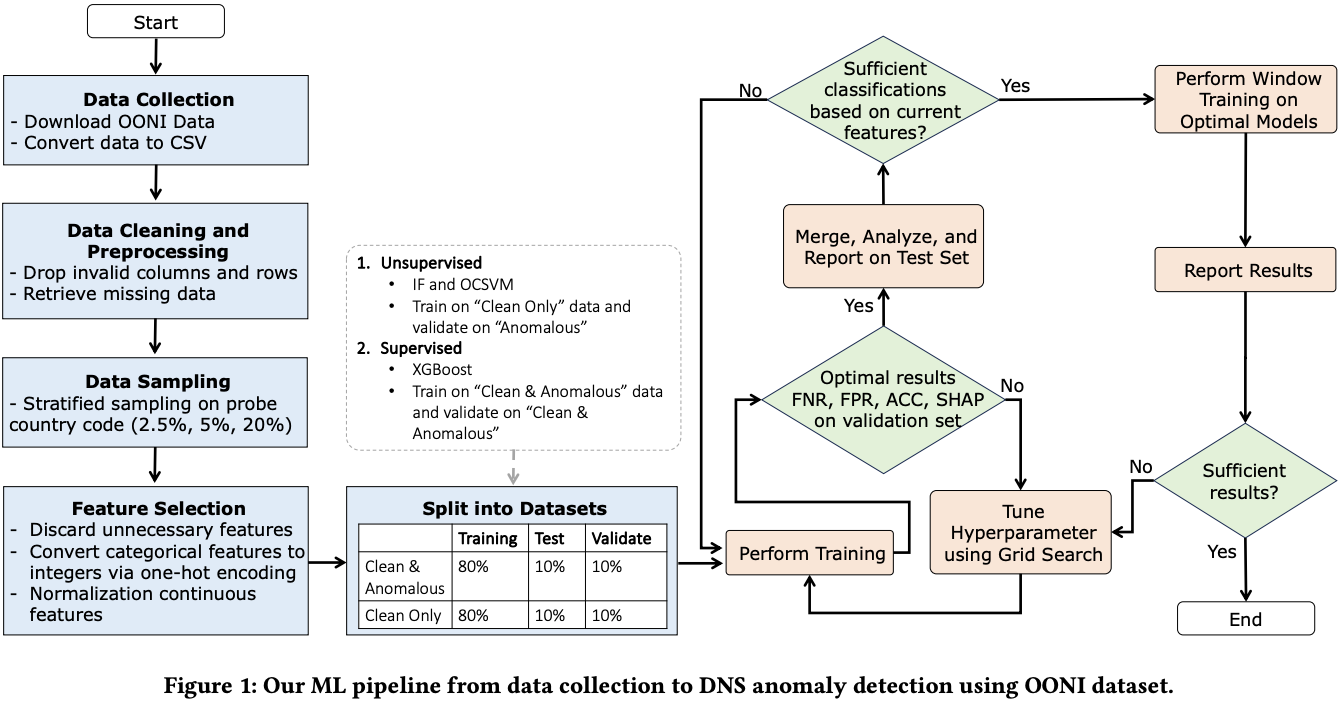 Start
Data Collection
- Download OONI Data
- Convert data to CSV
Data Cleaning and
Preprocessing
- Drop invalid columns and rows
- Retrieve missing data
Data Sampling
- Stratified sampling on probe
country code (2.5%, 5%, 20%)
Feature Selection
- Discard unnecessary features
- Convert categorical features to
integers via one-hot encoding
- Normalization continuous
features
1. Unsupervised
• IF and OCSVM
• Train on “Clean Only” data and
validate on “Anomalous”
2. Supervised
• XGBoost
• Train on “Clean & Anomalous” data
and validate on “Clean &
Anomalous”
Split into Datasets
Training Test Validate
Clean &
Anomalous 80% 10% 10%
Clean Only 80% 10% 10%
Perform Training
Optimal results
FNR, FPR, ACC, SHAP
on validation set
No
Yes
Tune
Hyperparameter
using Grid Search
Merge, Analyze, and
Report on Test Set
Sufficient
classifications
based on current
features?
No
Yes
Perform Window
Training on
Optimal Models
Report Results
Sufficient
results?
No
Yes
End
Figure 1: Our ML pipeline from data collection to DNS anomaly detection using OONI dataset.